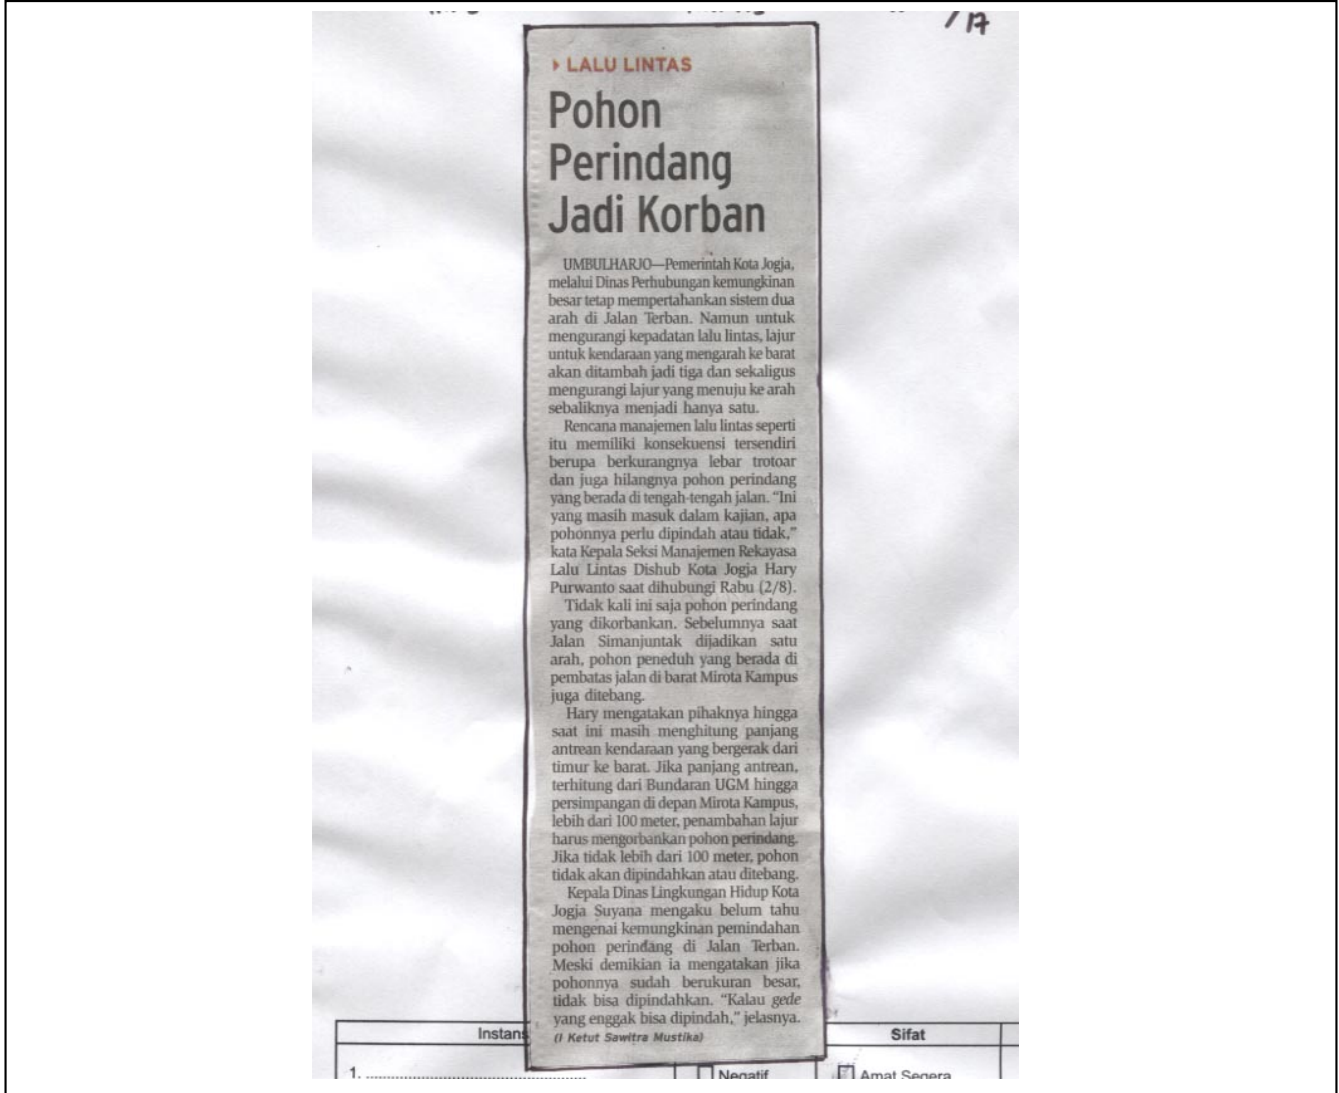 /17
LALU LINTAS
Pohon
Perindang
Jadi Korban
UMBULHARJO—Pemerintah Kota Jogja,
melalui Dinas Perhubungan kemungkinan
besar tetap mempertahankan sistem dua
arah di Jalan Terban. Namun untuk
mengurangi kepadatan lalu lintas, lajur
untuk kendaraan yang mengarah ke barat
akan ditambah jadi tiga dan sekaligus
mengurangi lajur yang menuju ke arah
sebaliknya menjadi hanya satu.
Rencana manajemen lalu lintas seperti
itu memiliki konsekuensi tersendiri
berupa berkurangnya lebar trotoar
dan juga hilangnya pohon perindang
yang berada di tengah-tengah jalan. “Ini
yang masih masuk dalam kajian, apa
pohonnya perlu dipindah atau tidak,”
kata Kepala Seksi Manajemen Rekayasa
Lalu Lintas Dishub Kota Jogja Hary
Purwanto saat dihubungi Rabu (2/8).
Tidak kali ini saja pohon perindang
yang dikorbankan. Sebelumnya saat
Jalan Simanjuntak dijadikan satu
arah, pohon peneduh yang berada di
pembatas jalan di barat Mirota Kampus
juga ditebang.
Hary mengatakan pihaknya hingga
saat ini masih menghitung panjang
antrean kendaraan yang bergerak dari
timur ke barat. Jika panjang antrean,
terhitung dari Bundaran UGM hingga
persimpangan di depan Mirota Kampus,
lebih dari 100 meter, penambahan lajur
harus mengorbankan pohon perindang.
Jika tidak lebih dari 100 meter, pohon
tidak akan dipindahkan atau ditebang.
Kepala Dinas Lingkungan Hidup Kota
Jogja Suyana mengaku belum tahu
mengenai kemungkinan pemindahan
pohon perindang di Jalan Terban.
Meski demikian ia mengatakan jika
pohonnya sudah berukuran besar,
tidak bisa dipindahkan. “Kalau gede
yang enggak bisa dipindah,” jelasnya.
(I Ketut Sawitra Mustika)
Instans
Sifat
1. ............
Negatif
Amat Segera